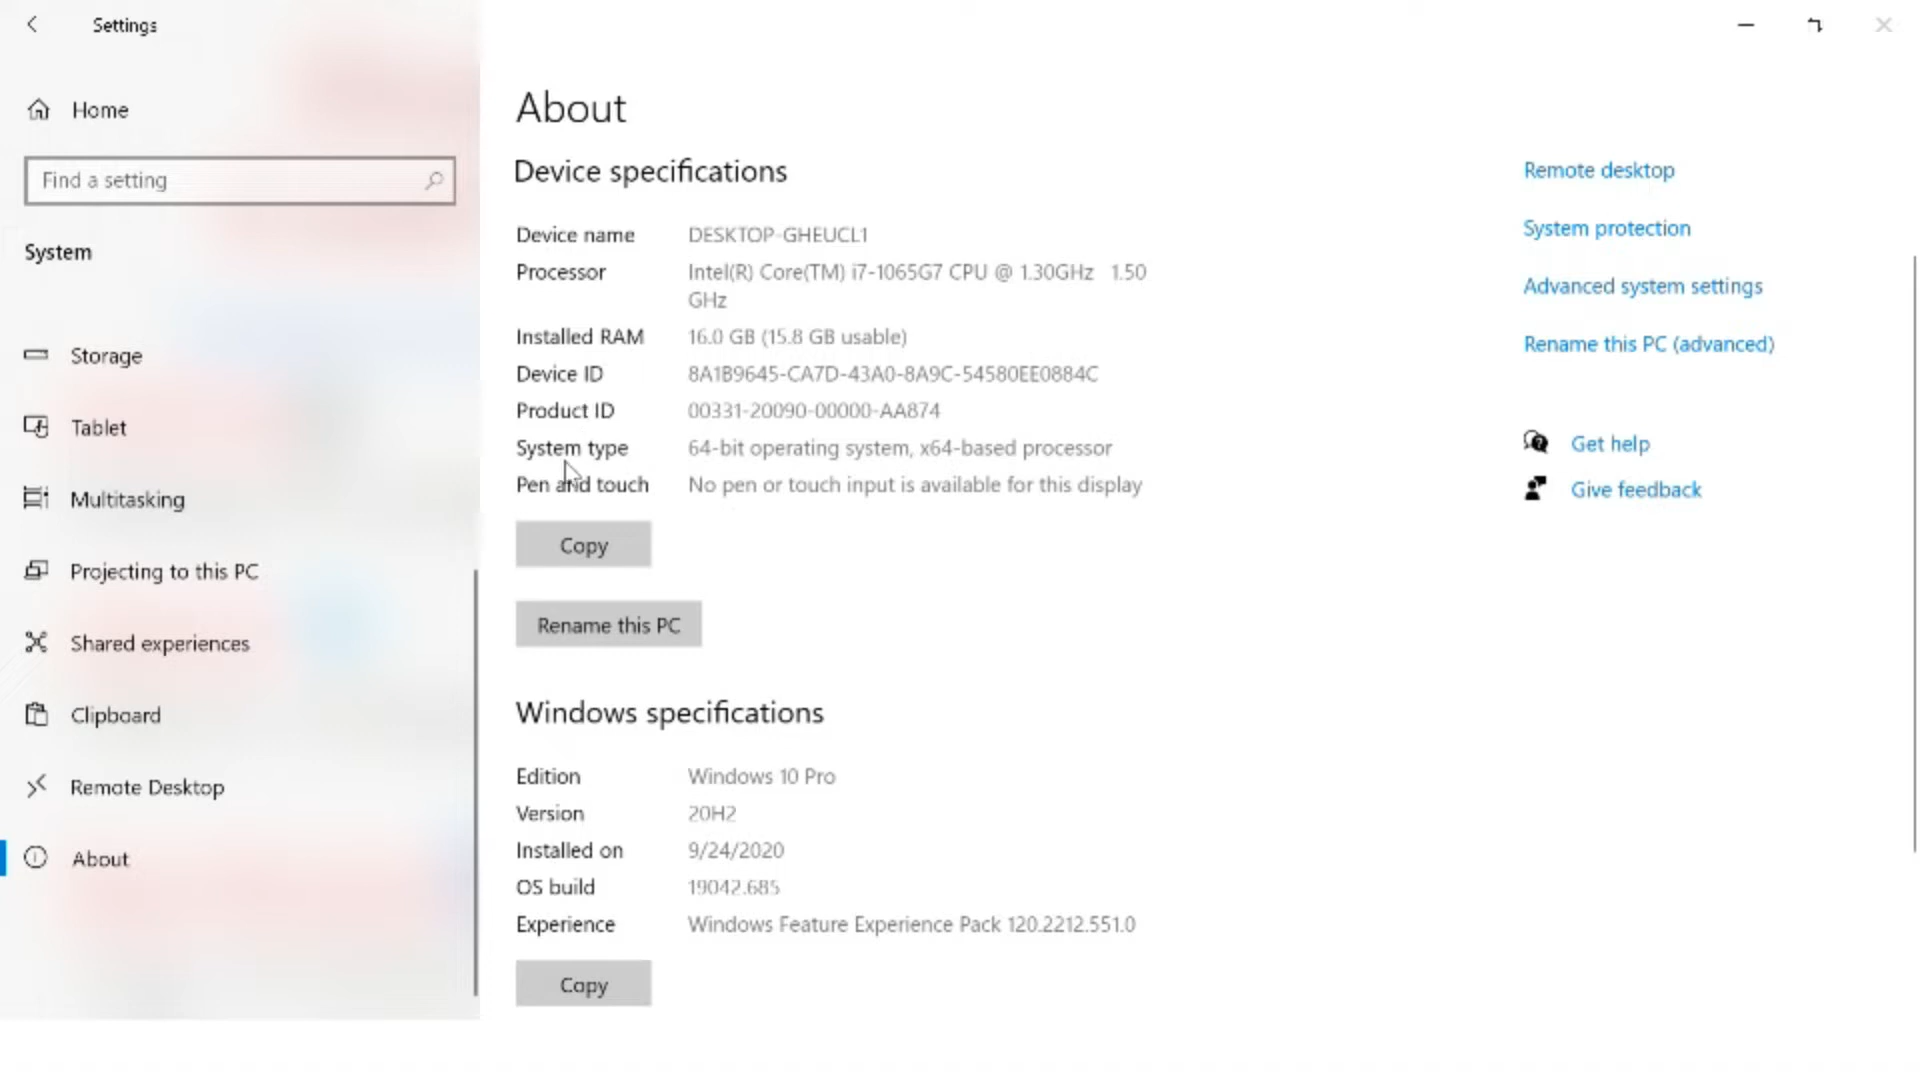 Settings
Home
Find a setting
System
Storage
Tablet
Multitasking
Projecting to this PC
Shared experiences
Clipboard
Remote Desktop
About
About
Device specifications
Device name DESKTOP-GHEUCL1
Processor Intel(R) Core(TM) i7-1065G7 CPU @ 1.30GHz 1.50
GHz
Installed RAM 16.0 GB (15.8 GB usable)
Device ID 8A1B9645-CA7D-43A0-8A9C-54580EE0884C
Product ID 00331-20090-00000-AA874
System type 64-bit operating system, x64-based processor
Pen and touch No pen or touch input is available for this display
Copy
Rename this PC
Windows specifications
Edition Windows 10 Pro
Version 20H2
Installed on 9/24/2020
OS build 19042.685
Experience Windows Feature Experience Pack 120.2212.551.0
Copy
Remote desktop
System protection
Advanced system settings
Rename this PC (advanced)
Get help
Give feedback